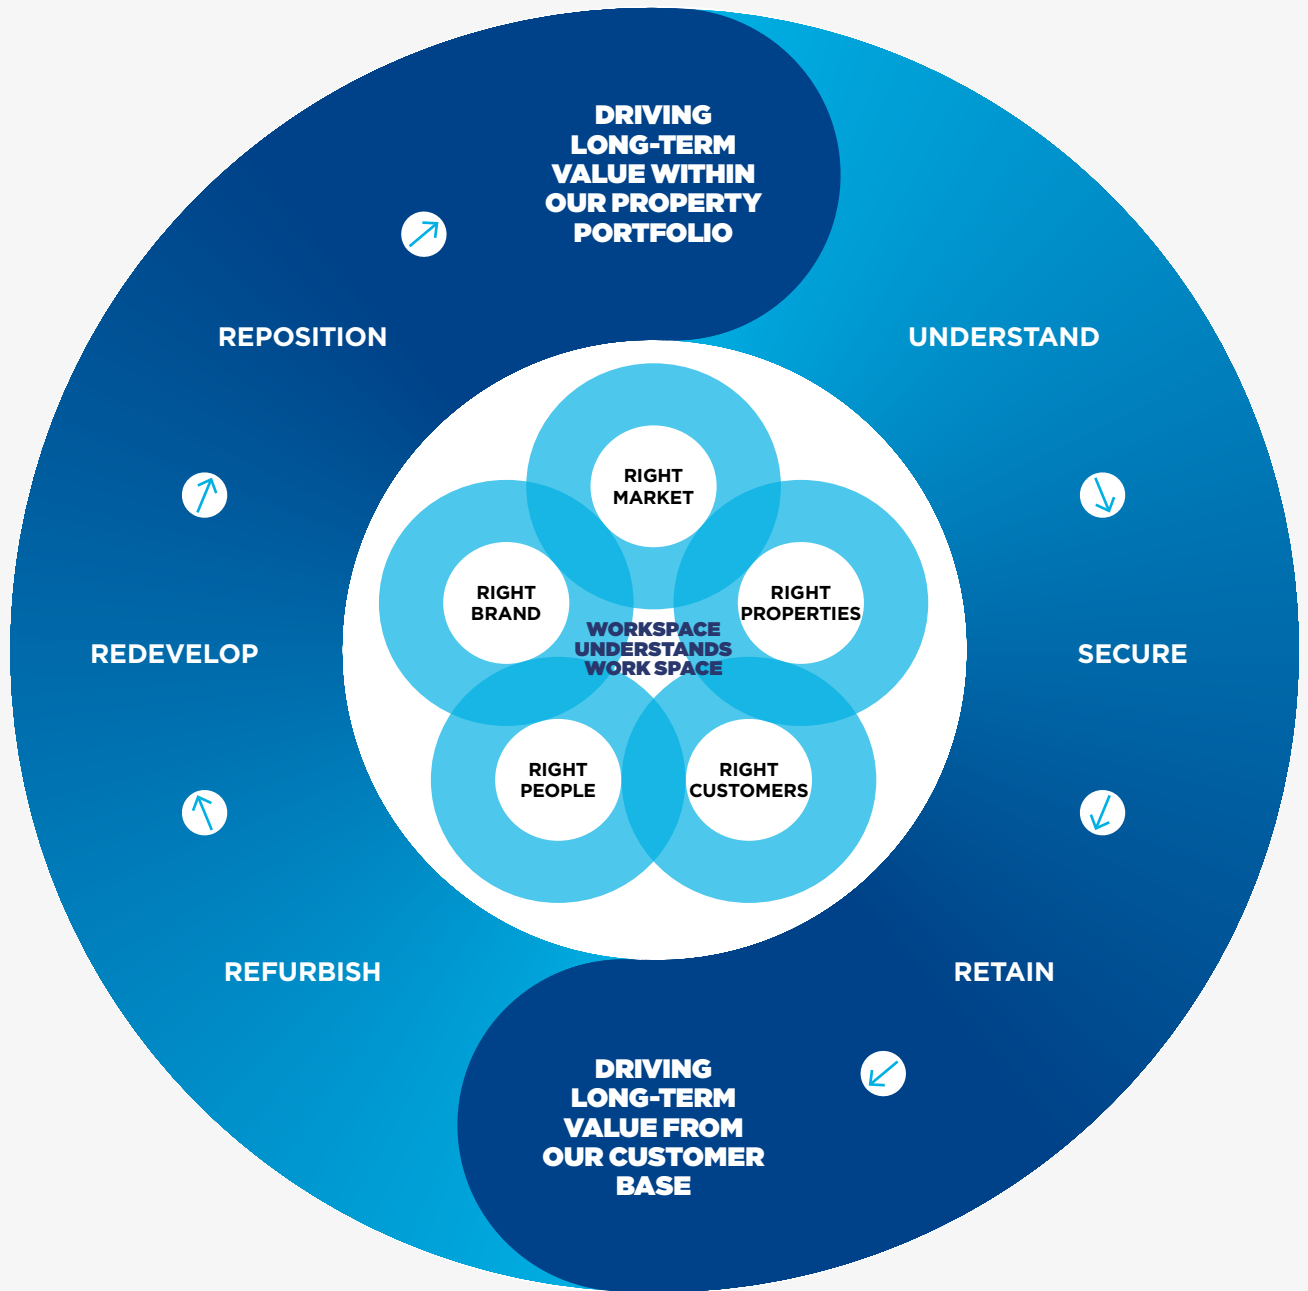 DRIVING
LONG-TERM
VALUE WITHIN
OUR PROPERTY
PORTFOLIO
UNDERSTAND
SECURE
RETAIN
DRIVING
LONG-TERM
VALUE FROM
OUR CUSTOMER
BASE
REFURBISH
REDEVELOP
REPOSITION
RIGHT
MARKET
RIGHT
PROPERTIES
RIGHT
CUSTOMERS
RIGHT
PEOPLE
RIGHT
BRAND
WORKSPACE
UNDERSTANDS
WORK SPACE